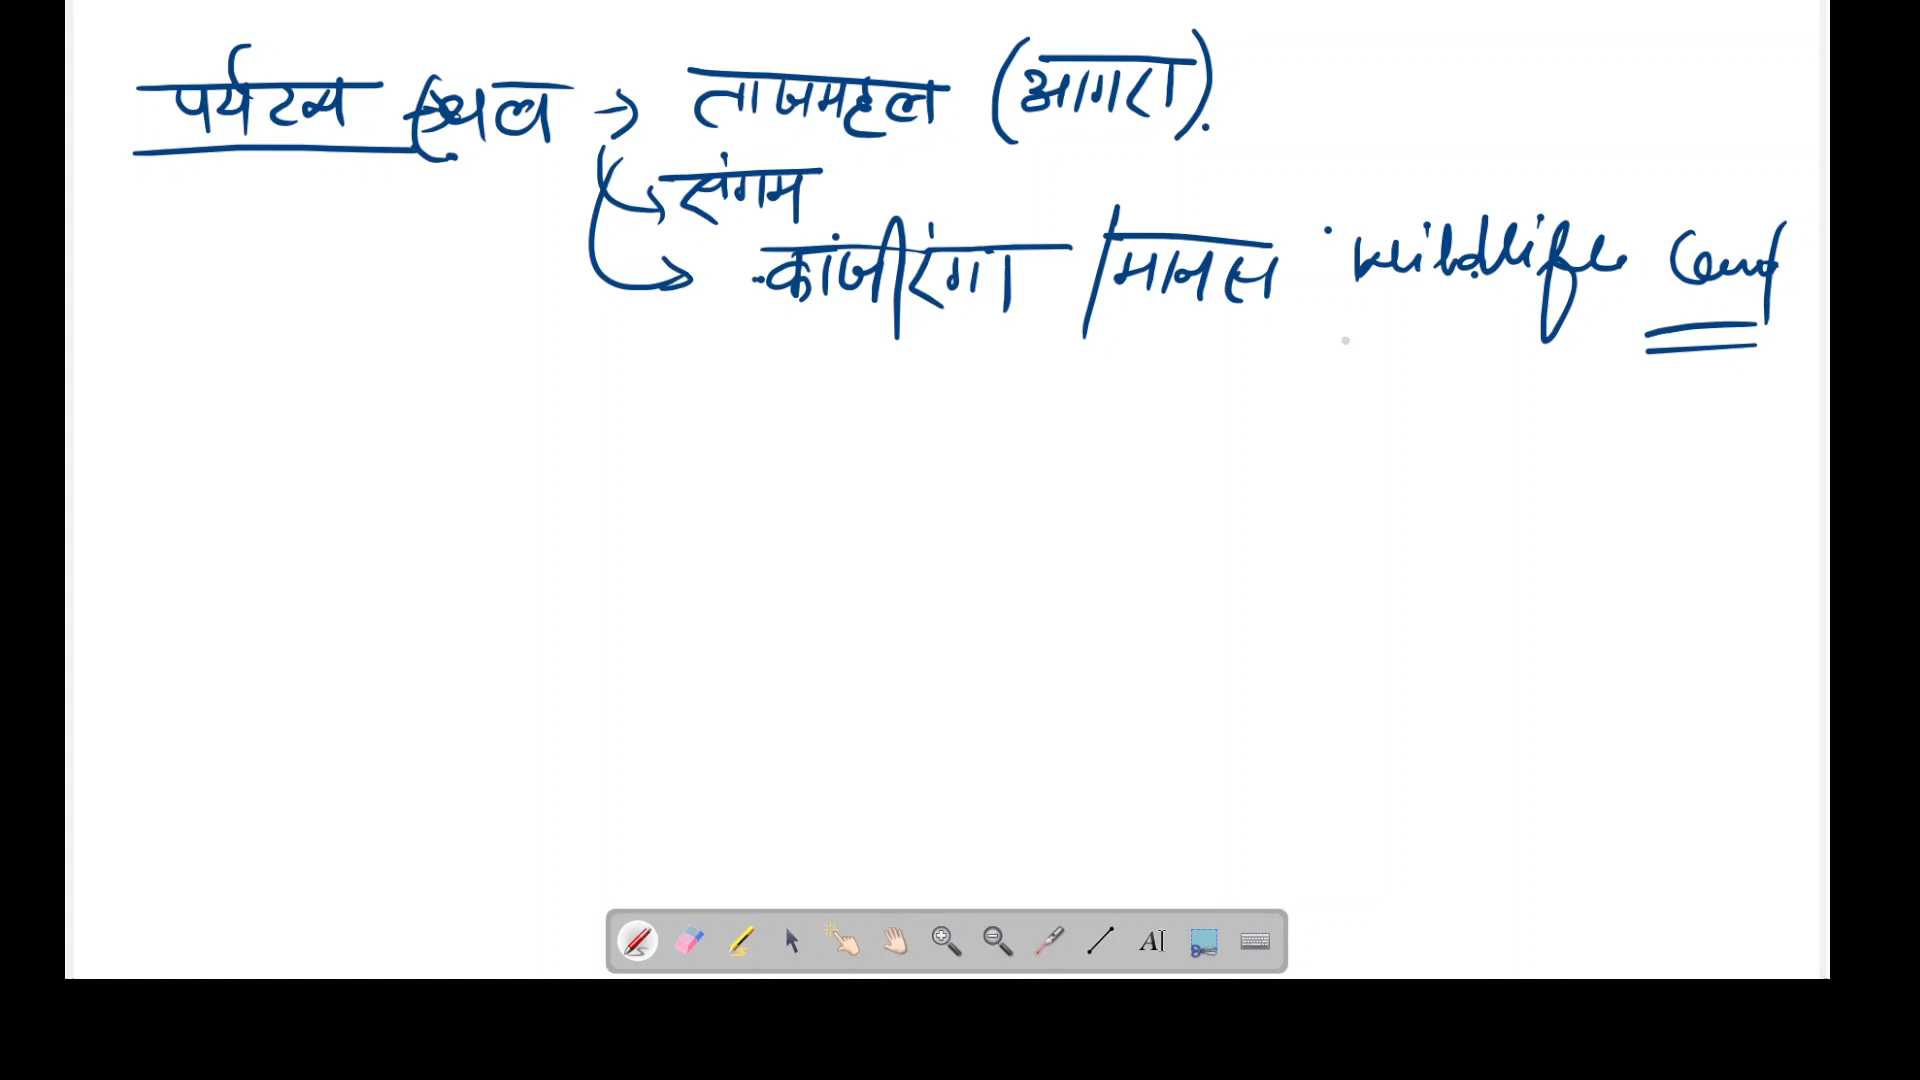 पर्यटन स्थल → ताजमहल (आगरा).
संगम
कांजीरंगा / मानस wildlife